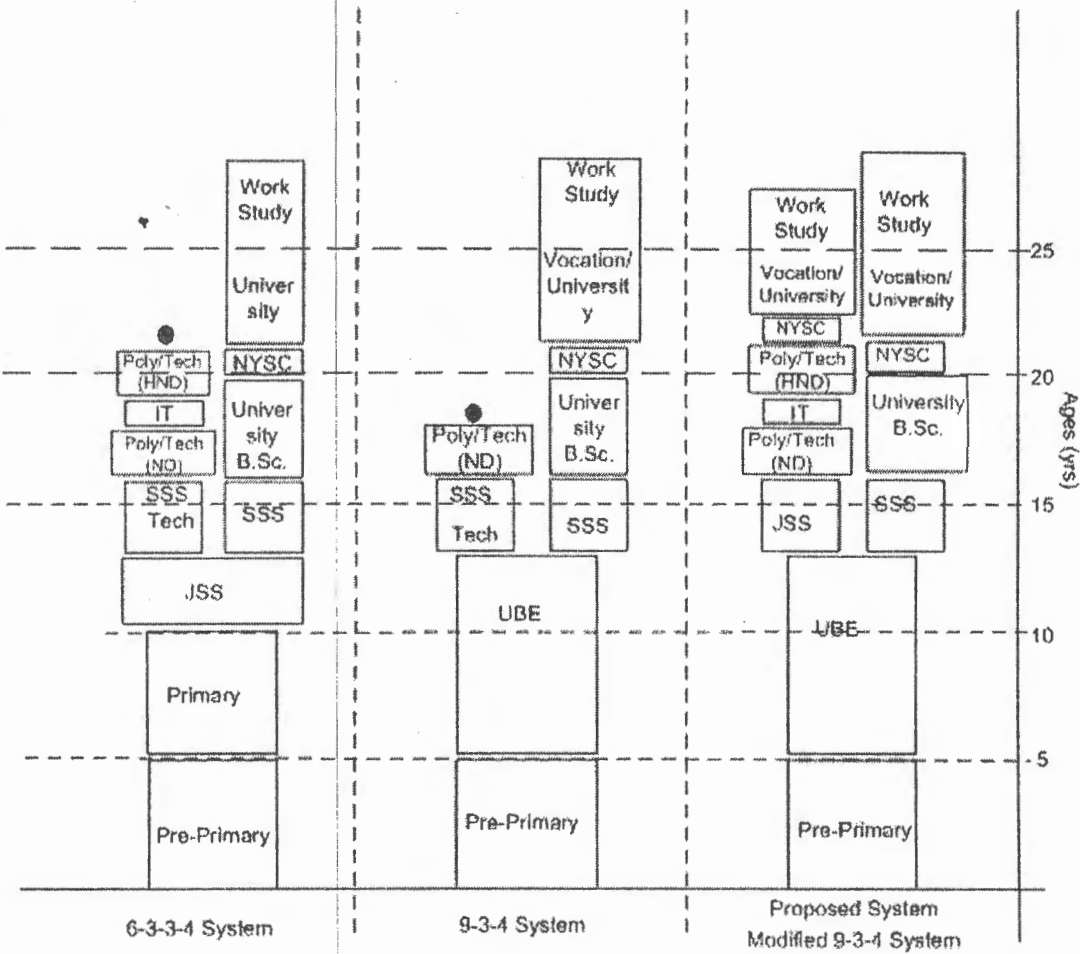 Work
Study
Univer
sity
Poly/Tech
(HND)
NYSC
IT
Poly/Tech
(ND)
Univer
sity
B.Sc.
SSS
Tech
SSS
JSS
Primary
Pre-Primary
6-3-3-4 System
Work
Study
Vocation/
Universit
y
NYSC
Univer
sity
B.Sc.
Poly/Tech
(ND)
SSS
Tech
SSS
UBE
Pre-Primary
9-3-4 System
Work
Study
Vocation/
University
NYSC
Poly/Tech
(HND)
IT
Poly/Tech
(ND)
JSS
Work
Study
Vocation/
University
NYSC
University
B.Sc.
SSS
UBE
Pre-Primary
Proposed System
Modified 9-3-4 System
25
20
15
10
5
Ages (yrs)